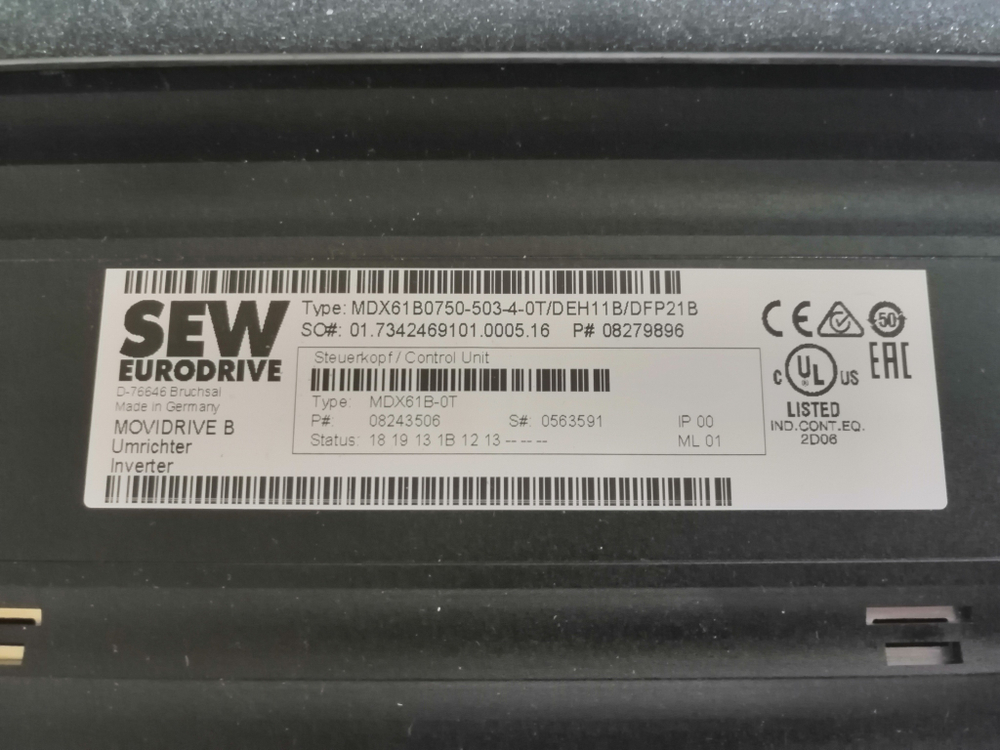 SEW
EURODRIVE
D-76646 Bruchsal
Made in Germany
MOVIDRIVE B
Umrichter
Inverter
Type: MDX61B0750-503-4-0T/DEH11B/DFP21B
SO#: 01.7342469101.0005.16 P# 08279896
Steuerkopf / Control Unit
Type: MDX61B-0T
P#: 08243506 S#: 0563591 IP 00
Status: 18 19 13 1B 12 13 -- -- -- ML 01
CE
50
EAC
C UL US
LISTED
IND.CONT.EQ.
2D06